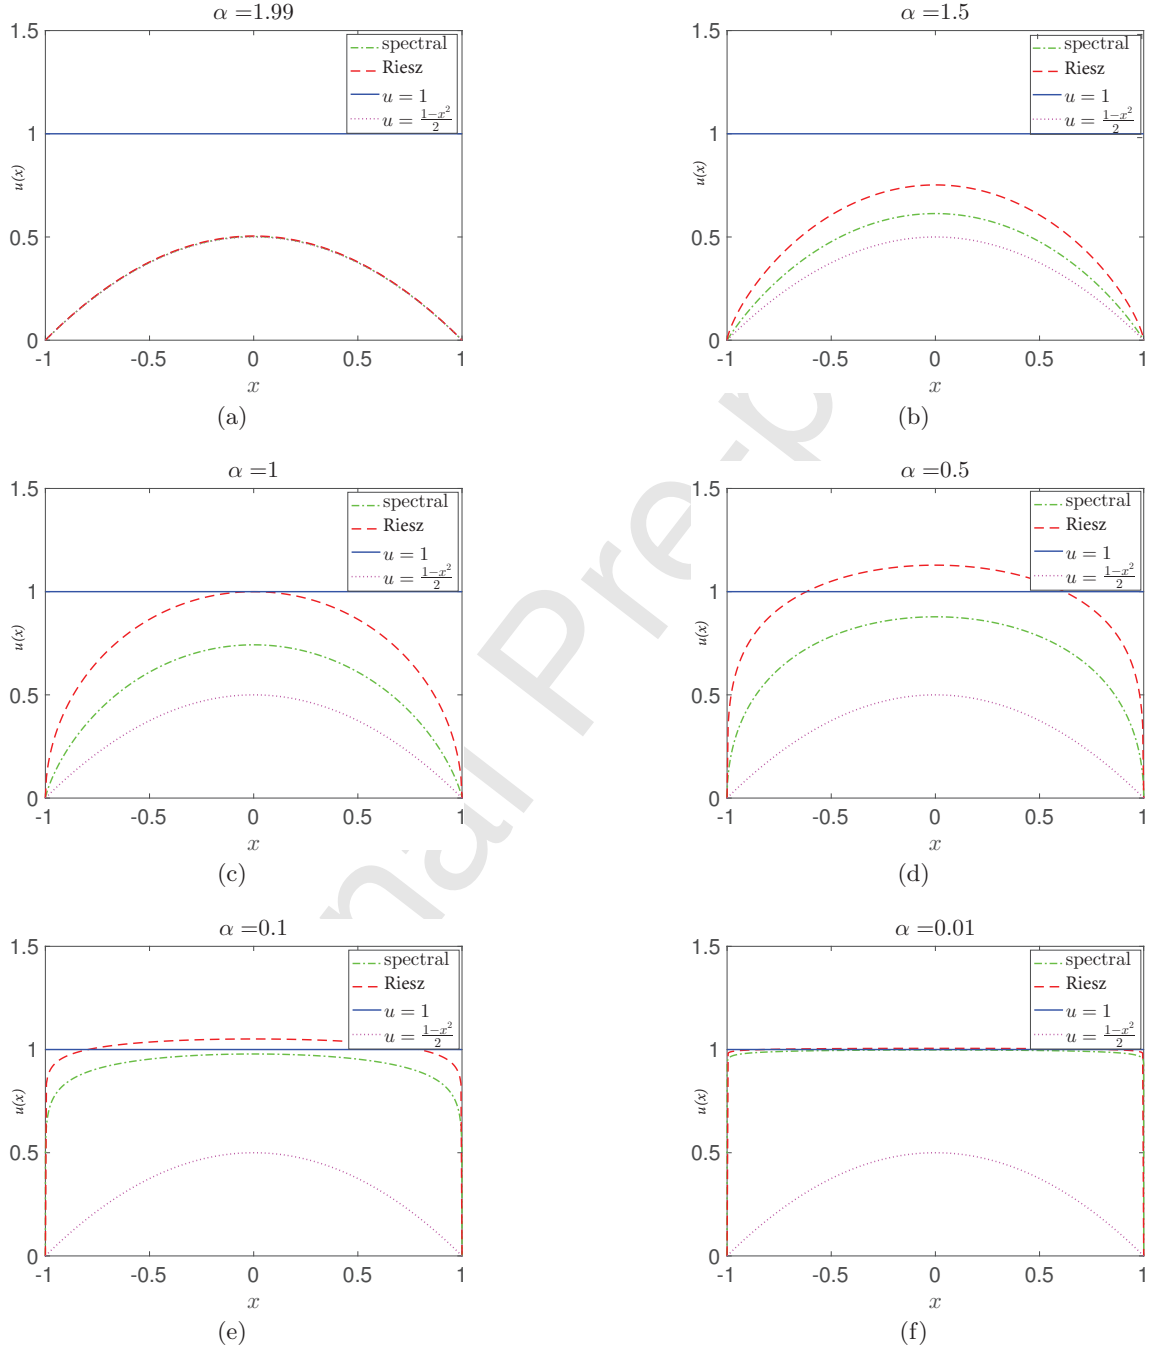 α =1.99
1.5
1
0.5
0
u(x)
spectral
Riesz
u = 1
u = (1−x²)/2
-1 -0.5 0 0.5 1
x
(a)
α =1.5
1.5
1
0.5
0
u(x)
spectral
Riesz
u = 1
u = (1−x²)/2
-1 -0.5 0 0.5 1
x
(b)
α =1
1.5
1
0.5
0
u(x)
spectral
Riesz
u = 1
u = (1−x²)/2
-1 -0.5 0 0.5 1
x
(c)
α =0.5
1.5
1
0.5
0
u(x)
spectral
Riesz
u = 1
u = (1−x²)/2
-1 -0.5 0 0.5 1
x
(d)
α =0.1
1.5
1
0.5
0
u(x)
spectral
Riesz
u = 1
u = (1−x²)/2
-1 -0.5 0 0.5 1
x
(e)
α =0.01
1.5
1
0.5
0
u(x)
spectral
Riesz
u = 1
u = (1−x²)/2
-1 -0.5 0 0.5 1
x
(f)